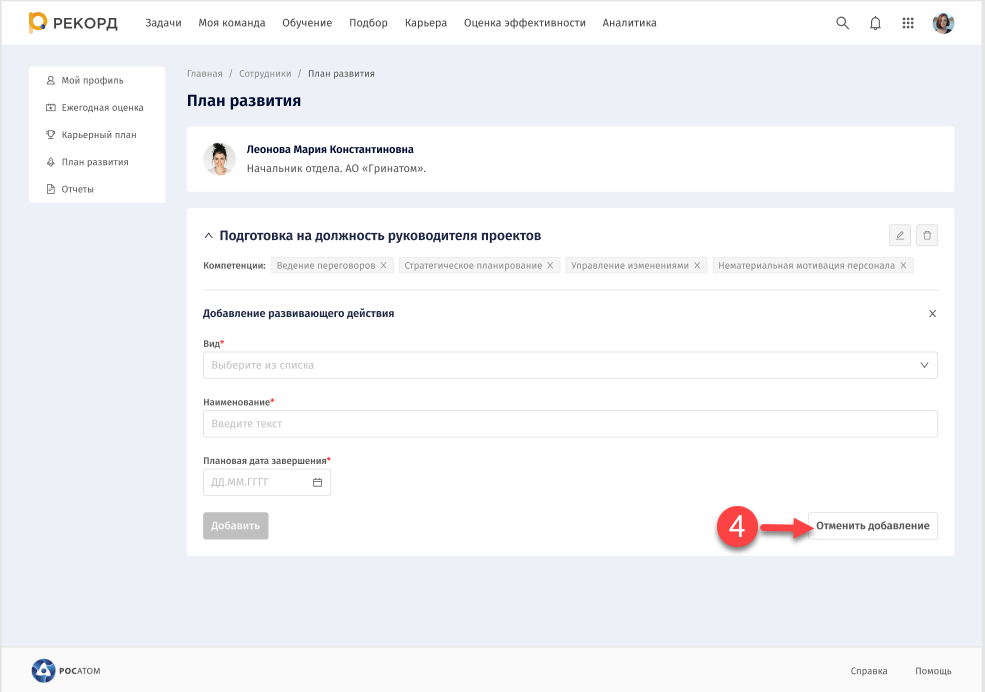 РЕКОРД Задачи Моя команда Обучение Подбор Карьера Оценка эффективности Аналитика
Мой профиль
Ежегодная оценка
Карьерный план
План развития
Отчеты
Главная / Сотрудники / План развития
План развития
Леонова Мария Константиновна
Начальник отдела. АО «Гринатом».
Подготовка на должность руководителя проектов
Компетенции: Ведение переговоров Стратегическое планирование Управление изменениями Нематериальная мотивация персонала
Добавление развивающего действия
Вид*
Выберите из списка
Наименование*
Введите текст
Плановая дата завершения*
ДД.ММ.ГГГГ
Добавить 4 Отменить добавление
РОСАТОМ Справка Помощь